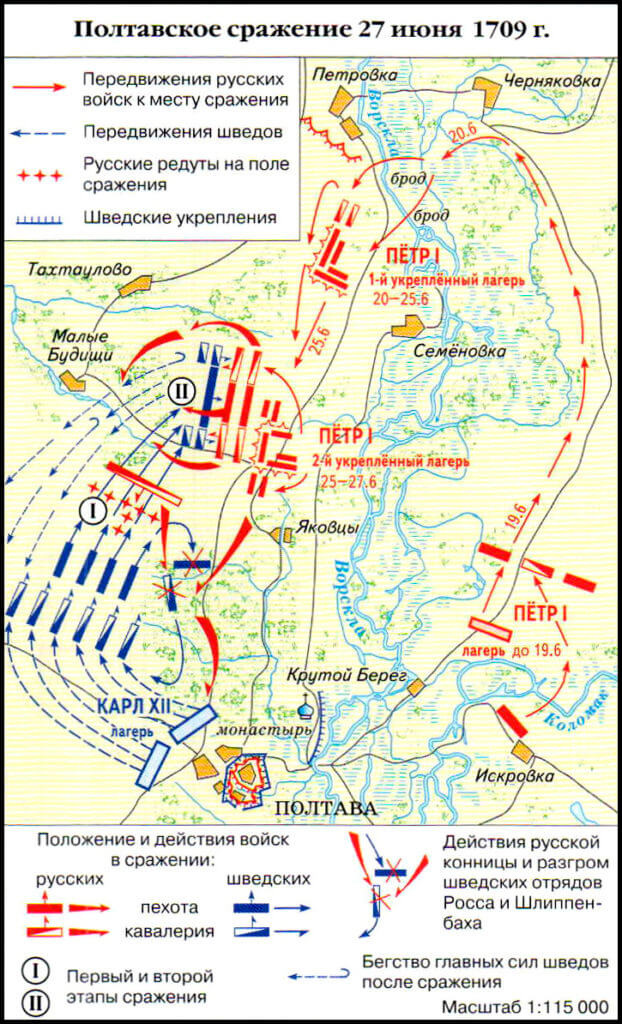 Полтавское сражение 27 июня 1709 г.
Передвижения русских
войск к месту сражения
Передвижения шведов
Русские редуты на поле
сражения
Шведские укрепления
Петровка
Черняковка
Ворскла
20.6
брод
брод
ПЁТР I
1-й укреплённый лагерь
20–25.6
Тахтаулово
25.6
Семёновка
Малые
Будищи
II
ПЁТР I
2-й укреплённый лагерь
25–27.6
I
19.6
Яковцы
Ворскла
ПЁТР I
лагерь до 19.6
Крутой Берег
КАРЛ XII
лагерь
Коломак
монастырь
Искровка
ПОЛТАВА
Положение и действия войск
в сражении:
русских
шведских
пехота
кавалерия
Действия русской
конницы и разгром
шведских отрядов
Росса и Шлиппен-
баха
I
II
Первый и второй
этапы сражения
Бегство главных сил шведов
после сражения
Масштаб 1:115 000